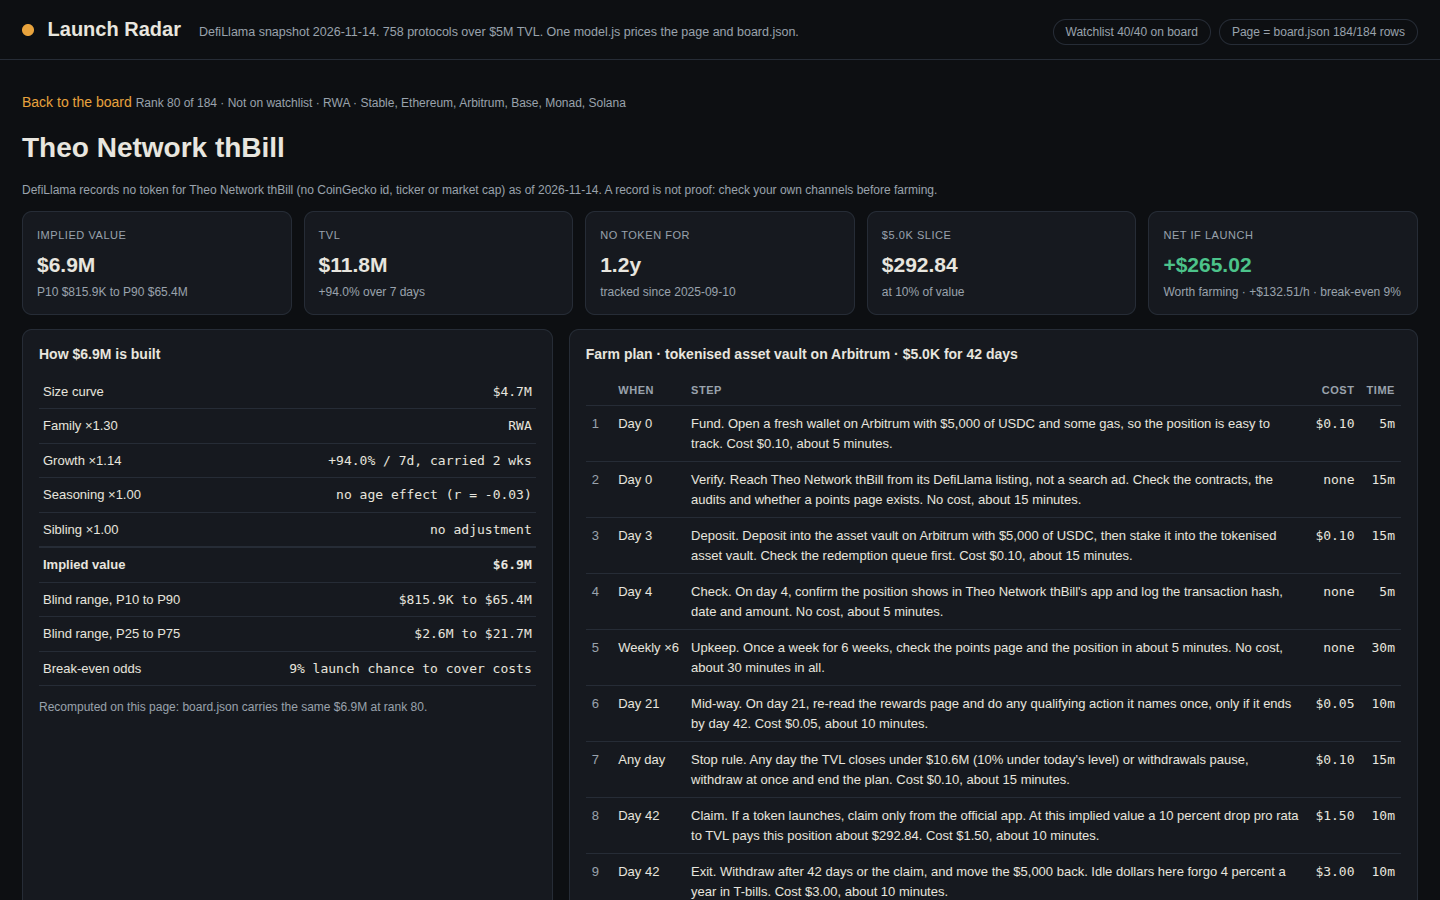 Launch Radar
DefiLlama snapshot 2026-11-14. 758 protocols over $5M TVL. One model.js prices the page and board.json.
Watchlist 40/40 on board
Page = board.json 184/184 rows
Back to the board Rank 80 of 184 · Not on watchlist · RWA · Stable, Ethereum, Arbitrum, Base, Monad, Solana
Theo Network thBill
DefiLlama records no token for Theo Network thBill (no CoinGecko id, ticker or market cap) as of 2026-11-14. A record is not proof: check your own channels before farming.
IMPLIED VALUE
$6.9M
P10 $815.9K to P90 $65.4M
TVL
$11.8M
+94.0% over 7 days
NO TOKEN FOR
1.2y
tracked since 2025-09-10
$5.0K SLICE
$292.84
at 10% of value
NET IF LAUNCH
+$265.02
Worth farming · +$132.51/h · break-even 9%
How $6.9M is built
Size curve $4.7M
Family ×1.30 RWA
Growth ×1.14 +94.0% / 7d, carried 2 wks
Seasoning ×1.00 no age effect (r = -0.03)
Sibling ×1.00 no adjustment
Implied value $6.9M
Blind range, P10 to P90 $815.9K to $65.4M
Blind range, P25 to P75 $2.6M to $21.7M
Break-even odds 9% launch chance to cover costs
Recomputed on this page: board.json carries the same $6.9M at rank 80.
Farm plan · tokenised asset vault on Arbitrum · $5.0K for 42 days
WHEN STEP COST TIME
1 Day 0 Fund. Open a fresh wallet on Arbitrum with $5,000 of USDC and some gas, so the position is easy to $0.10 5m
track. Cost $0.10, about 5 minutes.
2 Day 0 Verify. Reach Theo Network thBill from its DefiLlama listing, not a search ad. Check the contracts, the none 15m
audits and whether a points page exists. No cost, about 15 minutes.
3 Day 3 Deposit. Deposit into the asset vault on Arbitrum with $5,000 of USDC, then stake it into the tokenised $0.10 15m
asset vault. Check the redemption queue first. Cost $0.10, about 15 minutes.
4 Day 4 Check. On day 4, confirm the position shows in Theo Network thBill's app and log the transaction hash, none 5m
date and amount. No cost, about 5 minutes.
5 Weekly ×6 Upkeep. Once a week for 6 weeks, check the points page and the position in about 5 minutes. No cost, none 30m
about 30 minutes in all.
6 Day 21 Mid-way. On day 21, re-read the rewards page and do any qualifying action it names once, only if it ends $0.05 10m
by day 42. Cost $0.05, about 10 minutes.
7 Any day Stop rule. Any day the TVL closes under $10.6M (10% under today's level) or withdrawals pause, $0.10 15m
withdraw at once and end the plan. Cost $0.10, about 15 minutes.
8 Day 42 Claim. If a token launches, claim only from the official app. At this implied value a 10 percent drop pro rata $1.50 10m
to TVL pays this position about $292.84. Cost $1.50, about 10 minutes.
9 Day 42 Exit. Withdraw after 42 days or the claim, and move the $5,000 back. Idle dollars here forgo 4 percent a $3.00 10m
year in T-bills. Cost $3.00, about 10 minutes.